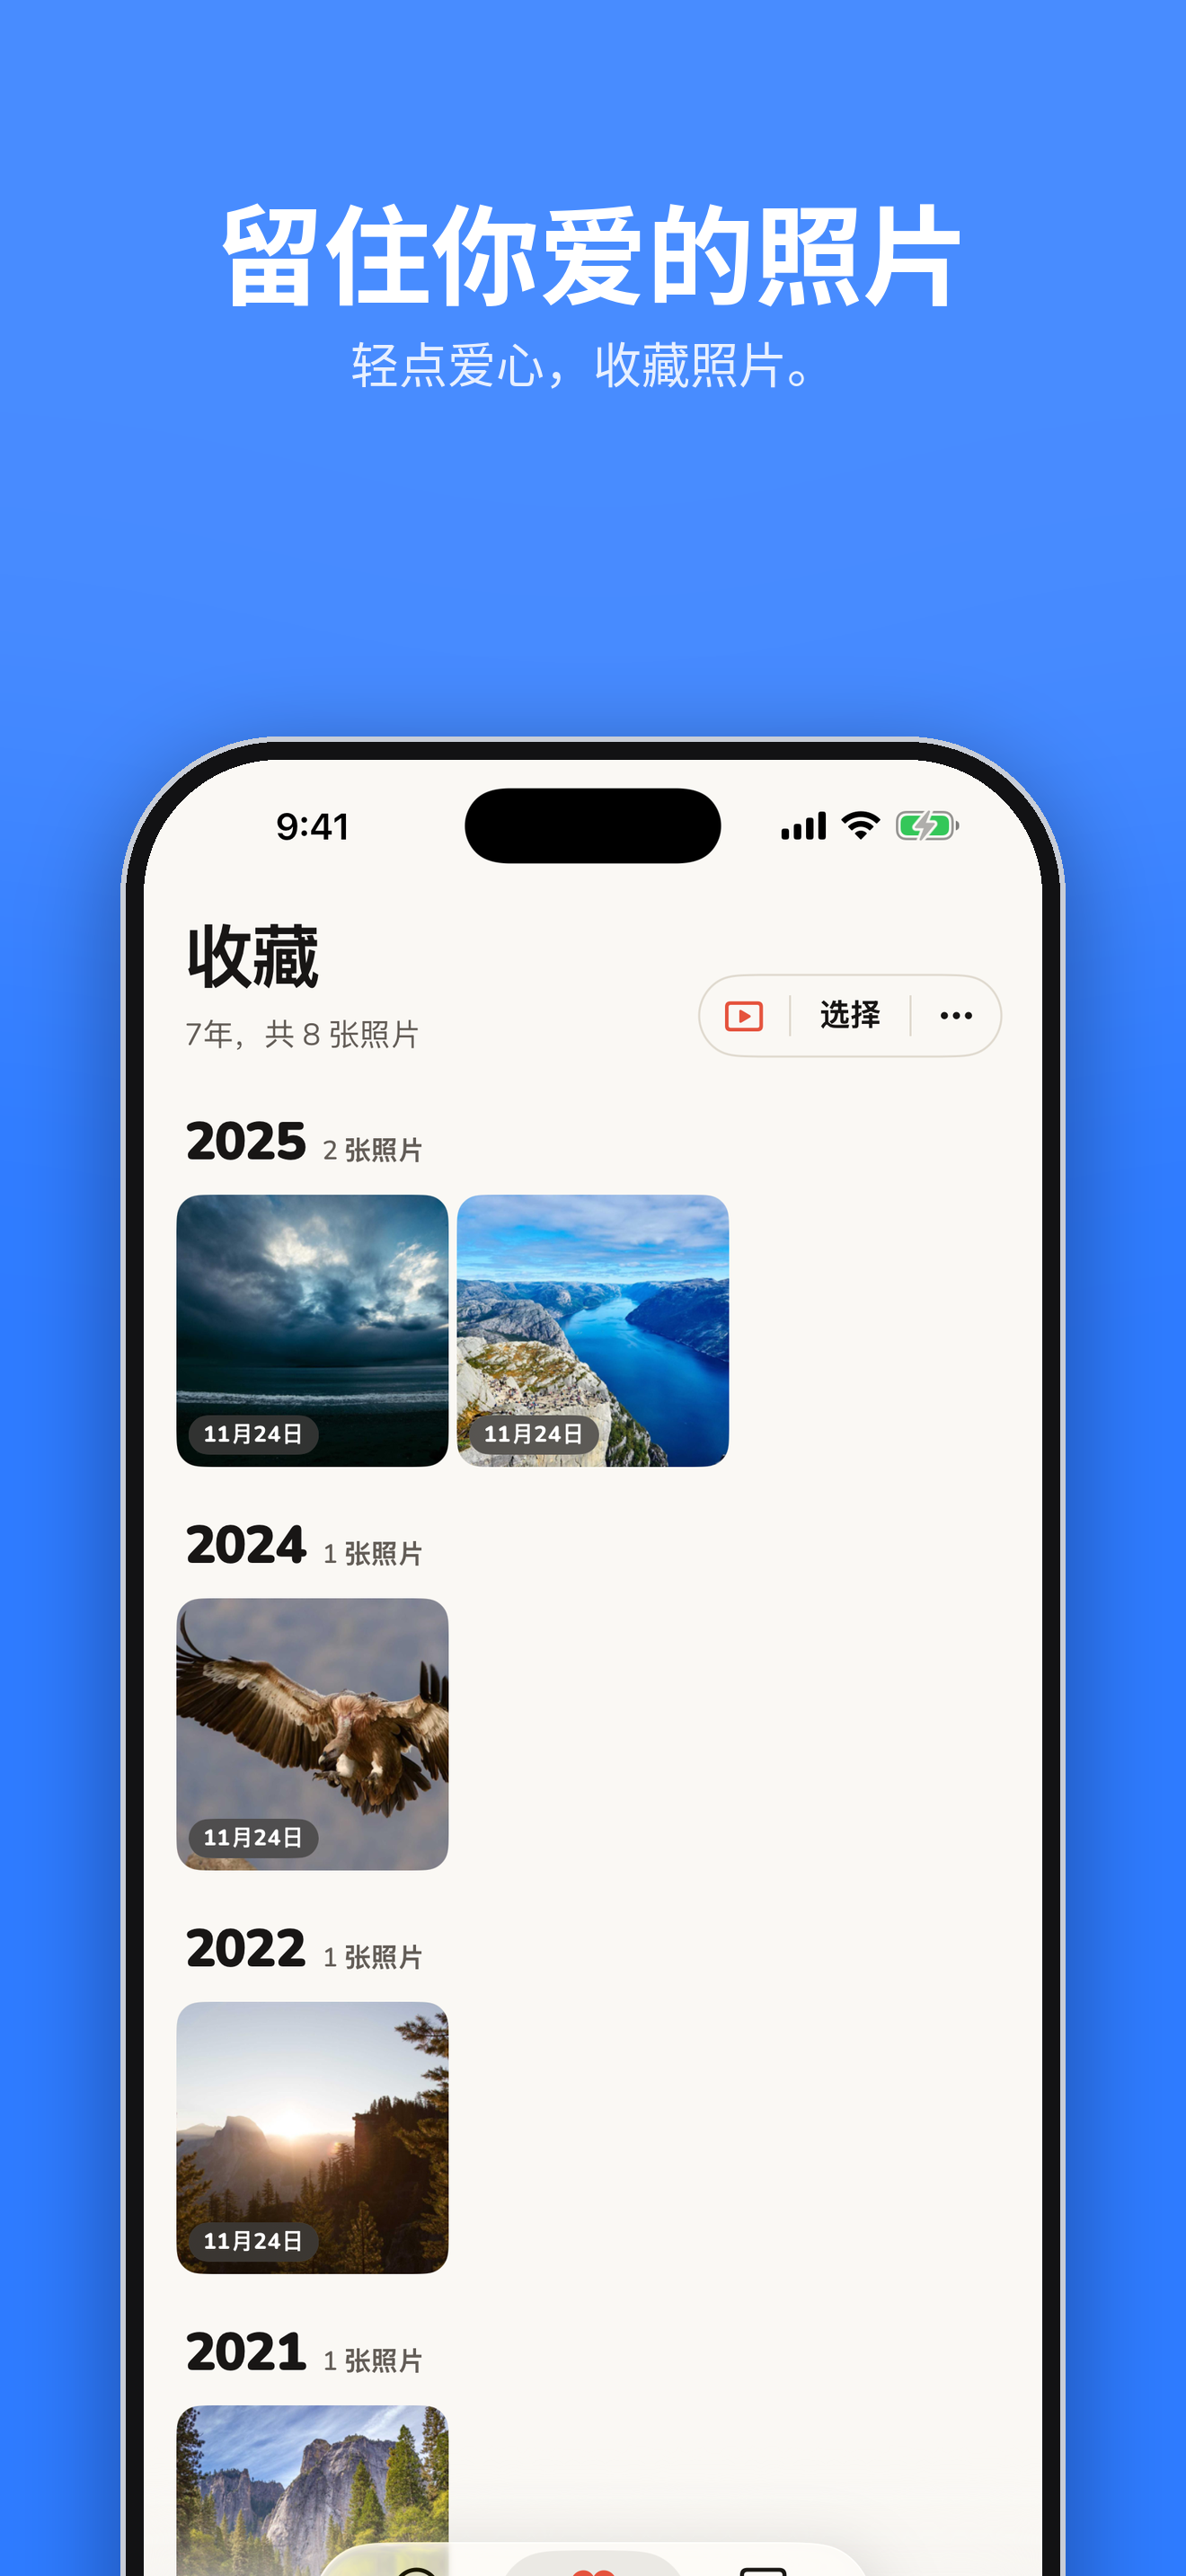 留住你爱的照片
轻点爱心，收藏照片。
9:41
收藏
7年，共 8 张照片
选择
2025 2 张照片
11月24日
11月24日
2024 1 张照片
11月24日
2022 1 张照片
11月24日
2021 1 张照片